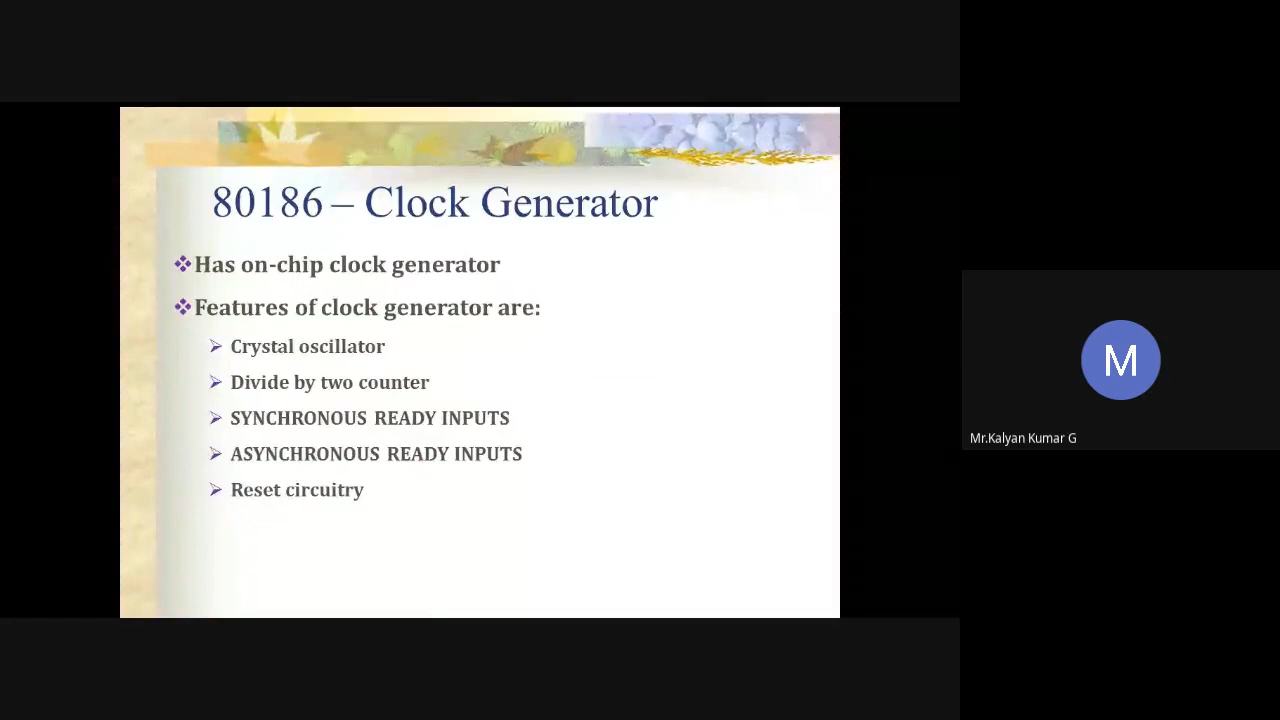 80186 – Clock Generator
❖Has on-chip clock generator
❖Features of clock generator are:
➢ Crystal oscillator
➢ Divide by two counter
➢ SYNCHRONOUS READY INPUTS
➢ ASYNCHRONOUS READY INPUTS
➢ Reset circuitry
M
Mr.Kalyan Kumar G